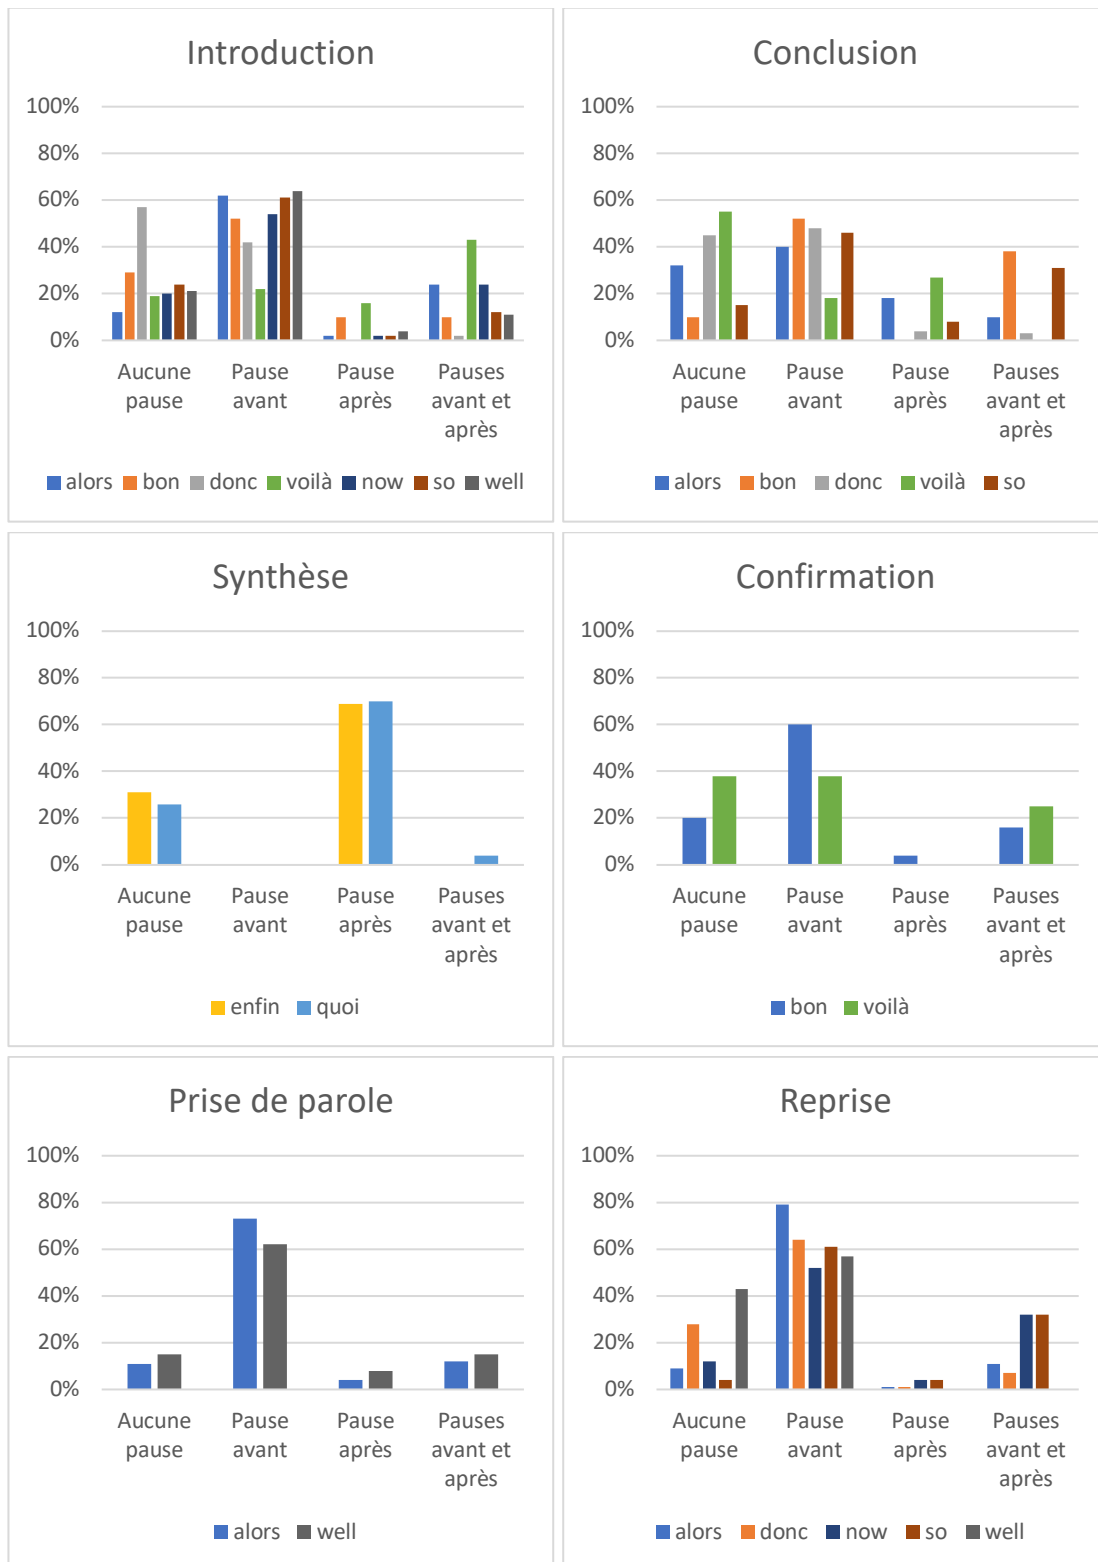 Introduction
100%
80%
60%
40%
20%
0%
Aucune pause
Pause avant
Pause après
Pauses avant et après
alors bon donc voilà now so well
Conclusion
100%
80%
60%
40%
20%
0%
Aucune pause
Pause avant
Pause après
Pauses avant et après
alors bon donc voilà so
Synthèse
100%
80%
60%
40%
20%
0%
Aucune pause
Pause avant
Pause après
Pauses avant et après
enfin quoi
Confirmation
100%
80%
60%
40%
20%
0%
Aucune pause
Pause avant
Pause après
Pauses avant et après
bon voilà
Prise de parole
100%
80%
60%
40%
20%
0%
Aucune pause
Pause avant
Pause après
Pauses avant et après
alors well
Reprise
100%
80%
60%
40%
20%
0%
Aucune pause
Pause avant
Pause après
Pauses avant et après
alors donc now so well